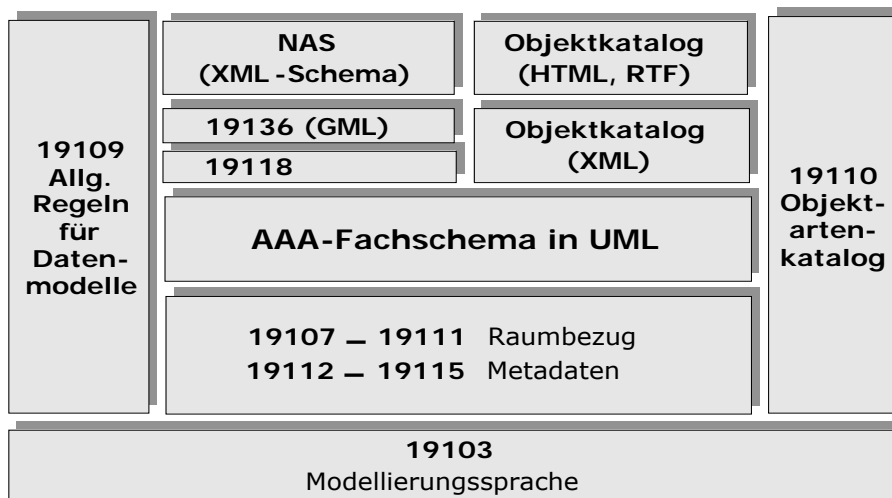 19109
Allg.
Regeln
für
Daten-
modelle
NAS
(XML-Schema)
Objektkatalog
(HTML, RTF)
19136 (GML)
19118
Objektkatalog
(XML)
AAA-Fachschema in UML
19107 – 19111 Raumbezug
19112 – 19115 Metadaten
19110
Objekt-
arten-
katalog
19103
Modellierungssprache